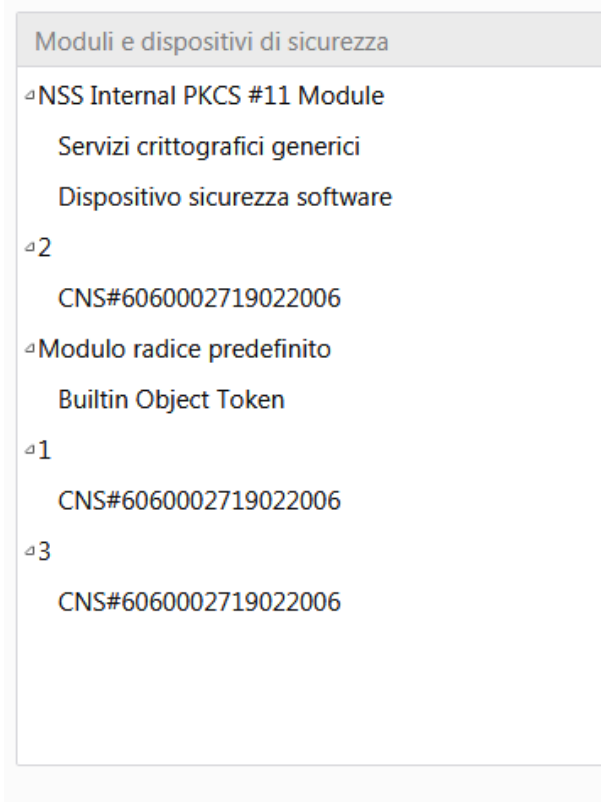 Moduli e dispositivi di sicurezza
NSS Internal PKCS #11 Module
Servizi crittografici generici
Dispositivo sicurezza software
2
CNS#6060002719022006
Modulo radice predefinito
Builtin Object Token
1
CNS#6060002719022006
3
CNS#6060002719022006